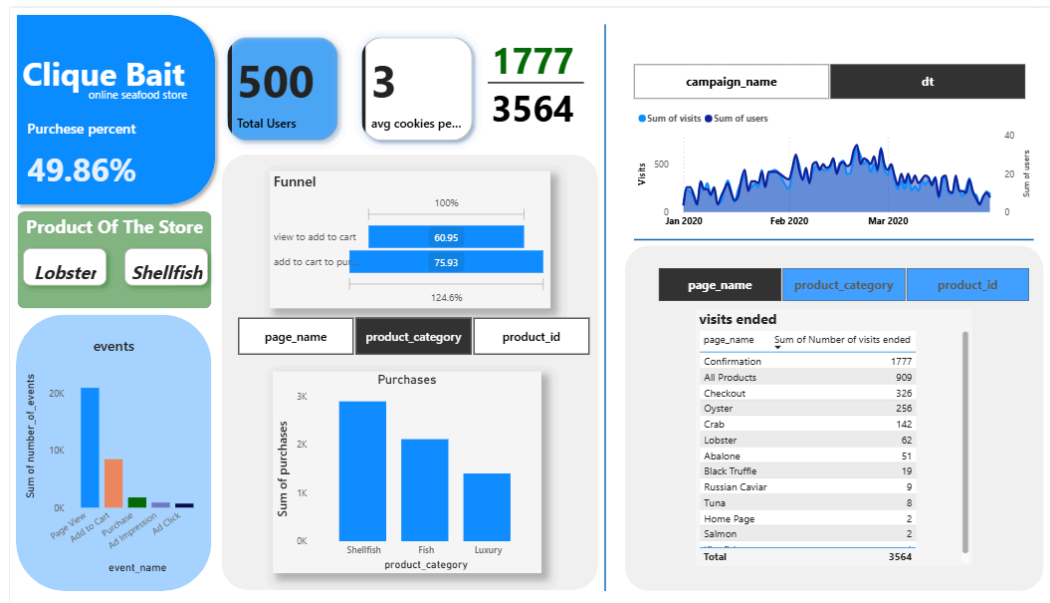 Clique Bait
online seafood store
Purchese percent
49.86%
500
Total Users
3
avg cookies pe...
1777
3564
Product Of The Store
Lobster
Shellfish
events
Sum of number_of_events
20K
10K
0K
Page View
Add to Cart
Purchase
Ad Impression
Ad Click
event_name
Funnel
100%
view to add to cart
60.95
add to cart to pur...
75.93
124.6%
page_name
product_category
product_id
Purchases
Sum of purchases
3K
2K
1K
0K
Shellfish
Fish
Luxury
product_category
campaign_name
dt
Sum of visits
Sum of users
Visits
500
0
40
20
0
Sum of users
Jan 2020
Feb 2020
Mar 2020
page_name
product_category
product_id
visits ended
page_name Sum of Number of visits ended
Confirmation 1777
All Products 909
Checkout 326
Oyster 256
Crab 142
Lobster 62
Abalone 51
Black Truffle 19
Russian Caviar 9
Tuna 8
Home Page 2
Salmon 2
Total 3564